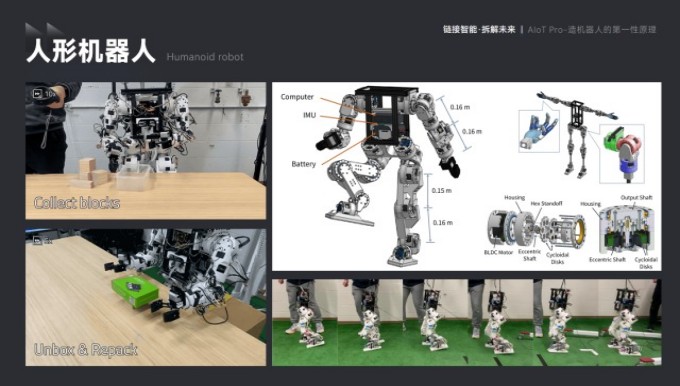 链接智能·拆解未来 | AIoT Pro·造机器人的第一性原理
人形机器人 Humanoid robot
Collect blocks
Unbox & Repack
Computer
IMU
Battery
0.16 m
0.16 m
0.15 m
0.16 m
Housing
Hex Standoff
BLDC Motor
Eccentric
Shaft
Cycloidal
Disks
Housing
Output Shaft
Eccentric Shaft
Cycloidal
Disks